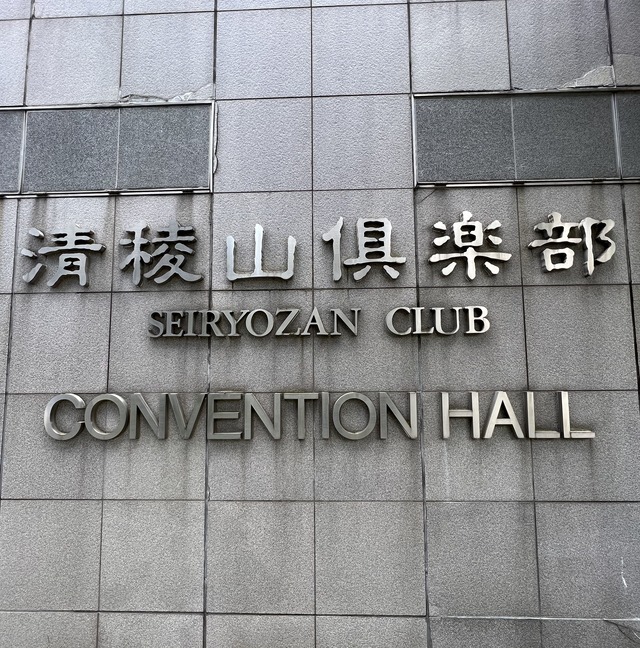 清稜山倶楽部
SEIRYOZAN CLUB
CONVENTION HALL